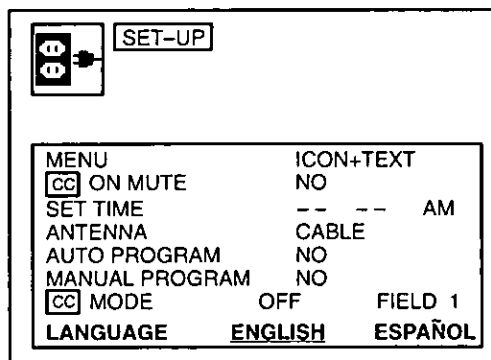 SET-UP
MENU ICON+TEXT
CC ON MUTE NO
SET TIME -- -- AM
ANTENNA CABLE
AUTO PROGRAM NO
MANUAL PROGRAM NO
CC MODE OFF FIELD 1
LANGUAGE ENGLISH ESPAÑOL